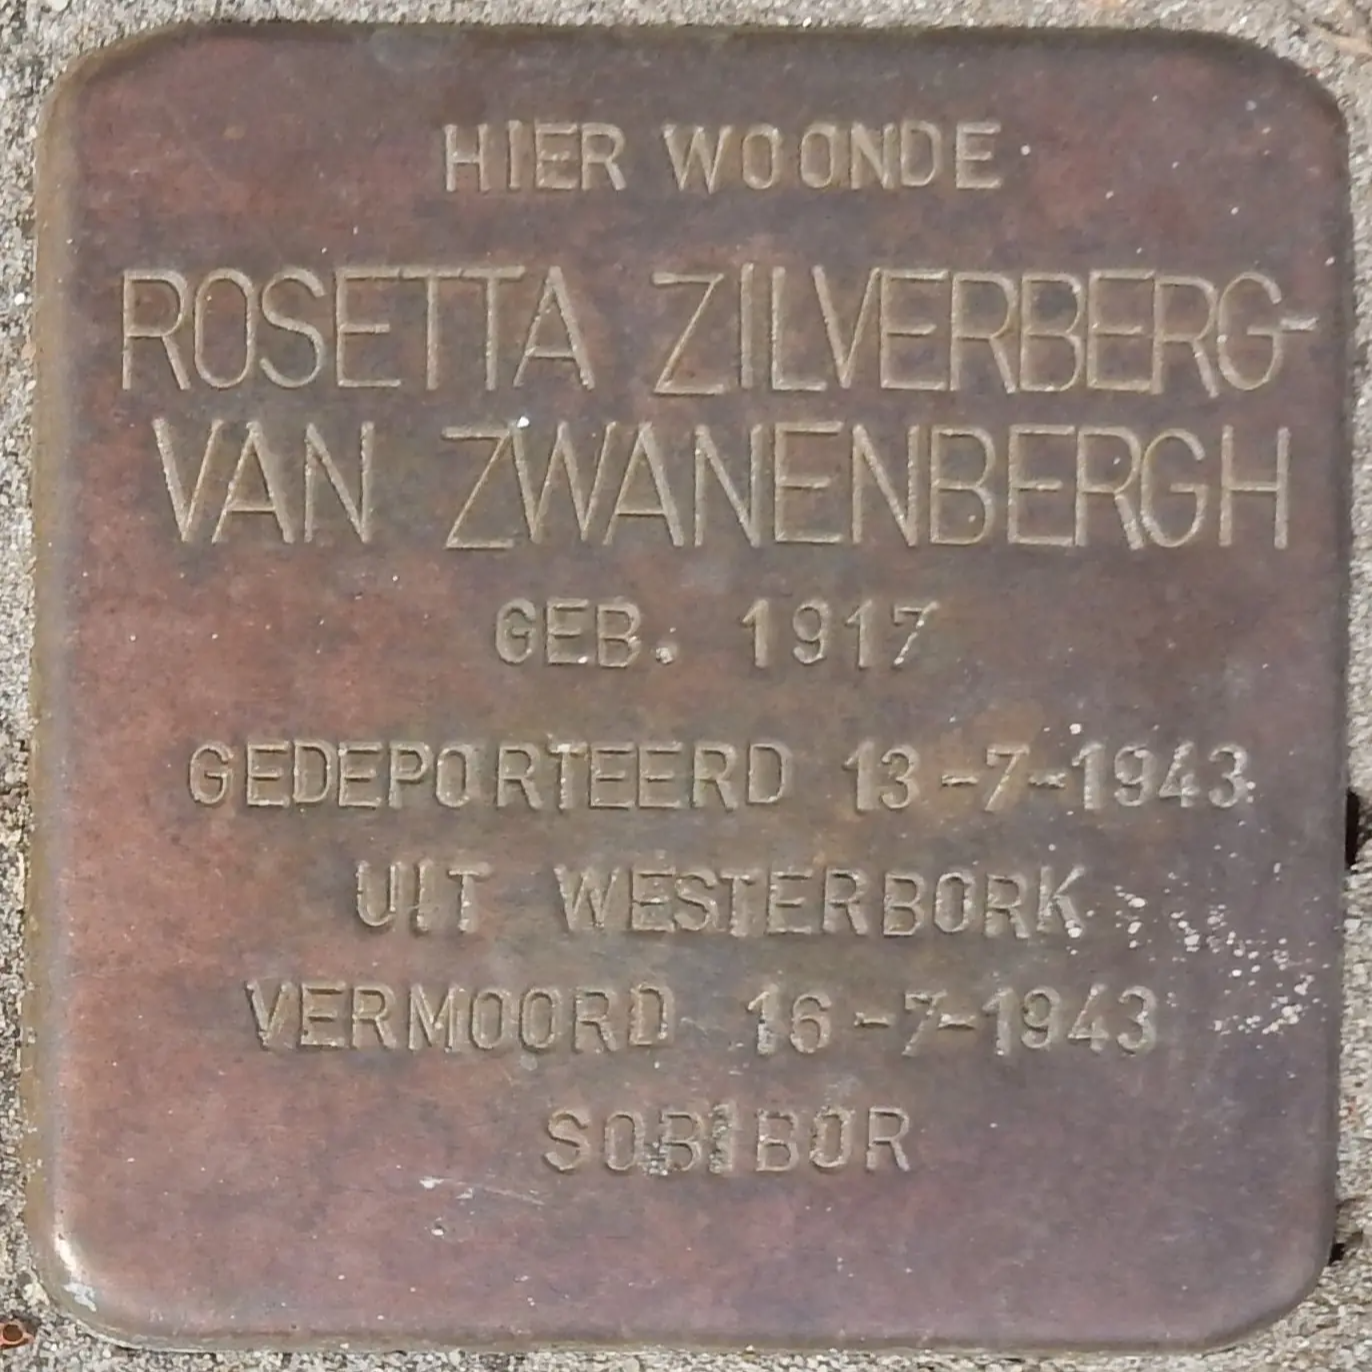 HIER WOONDE
ROSETTA ZILVERBERG-
VAN ZWANENBERGH
GEB. 1917
GEDEPORTEERD 13-7-1943
UIT WESTERBORK
VERMOORD 16-7-1943
SOBIBOR